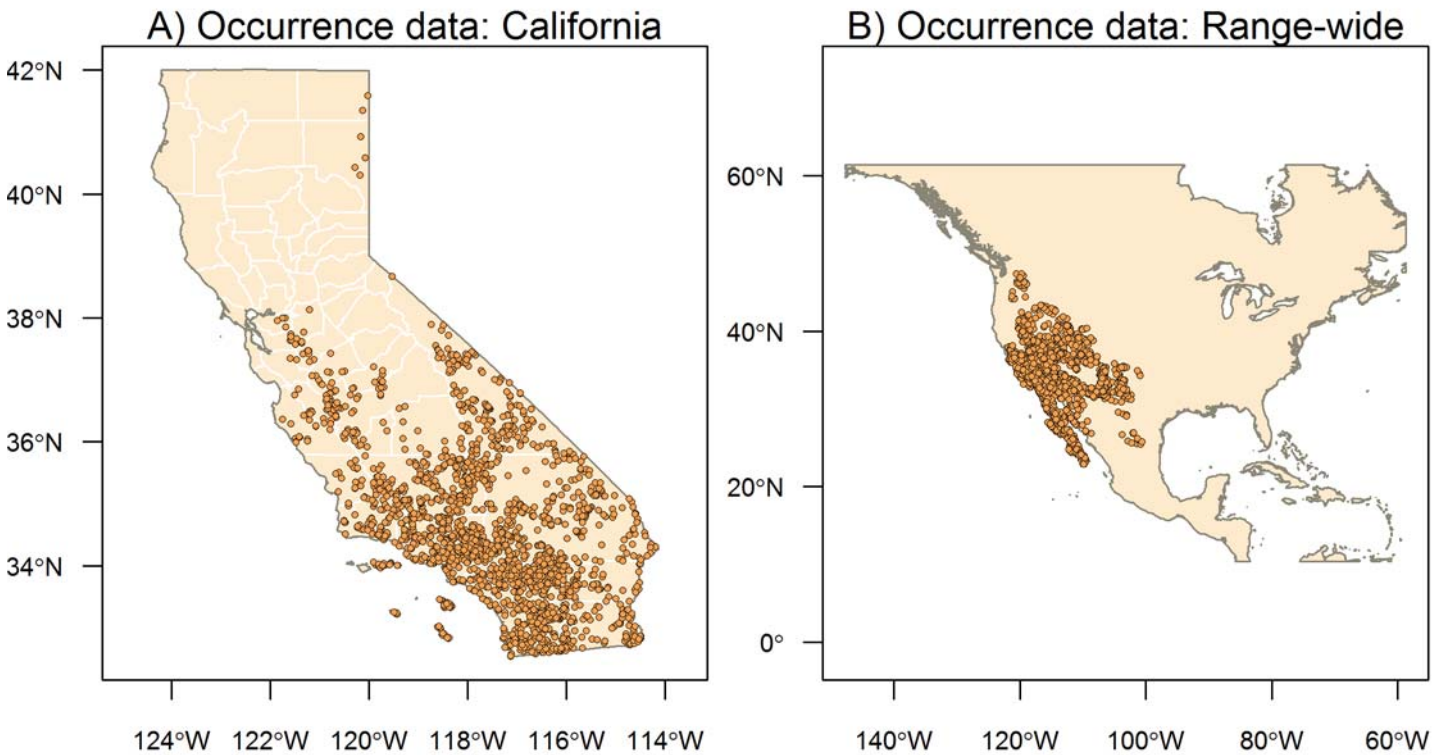 A) Occurrence data: California
42°N
40°N
38°N
36°N
34°N
124°W 122°W 120°W 118°W 116°W 114°W
B) Occurrence data: Range-wide
60°N
40°N
20°N
0°
140°W 120°W 100°W 80°W 60°W